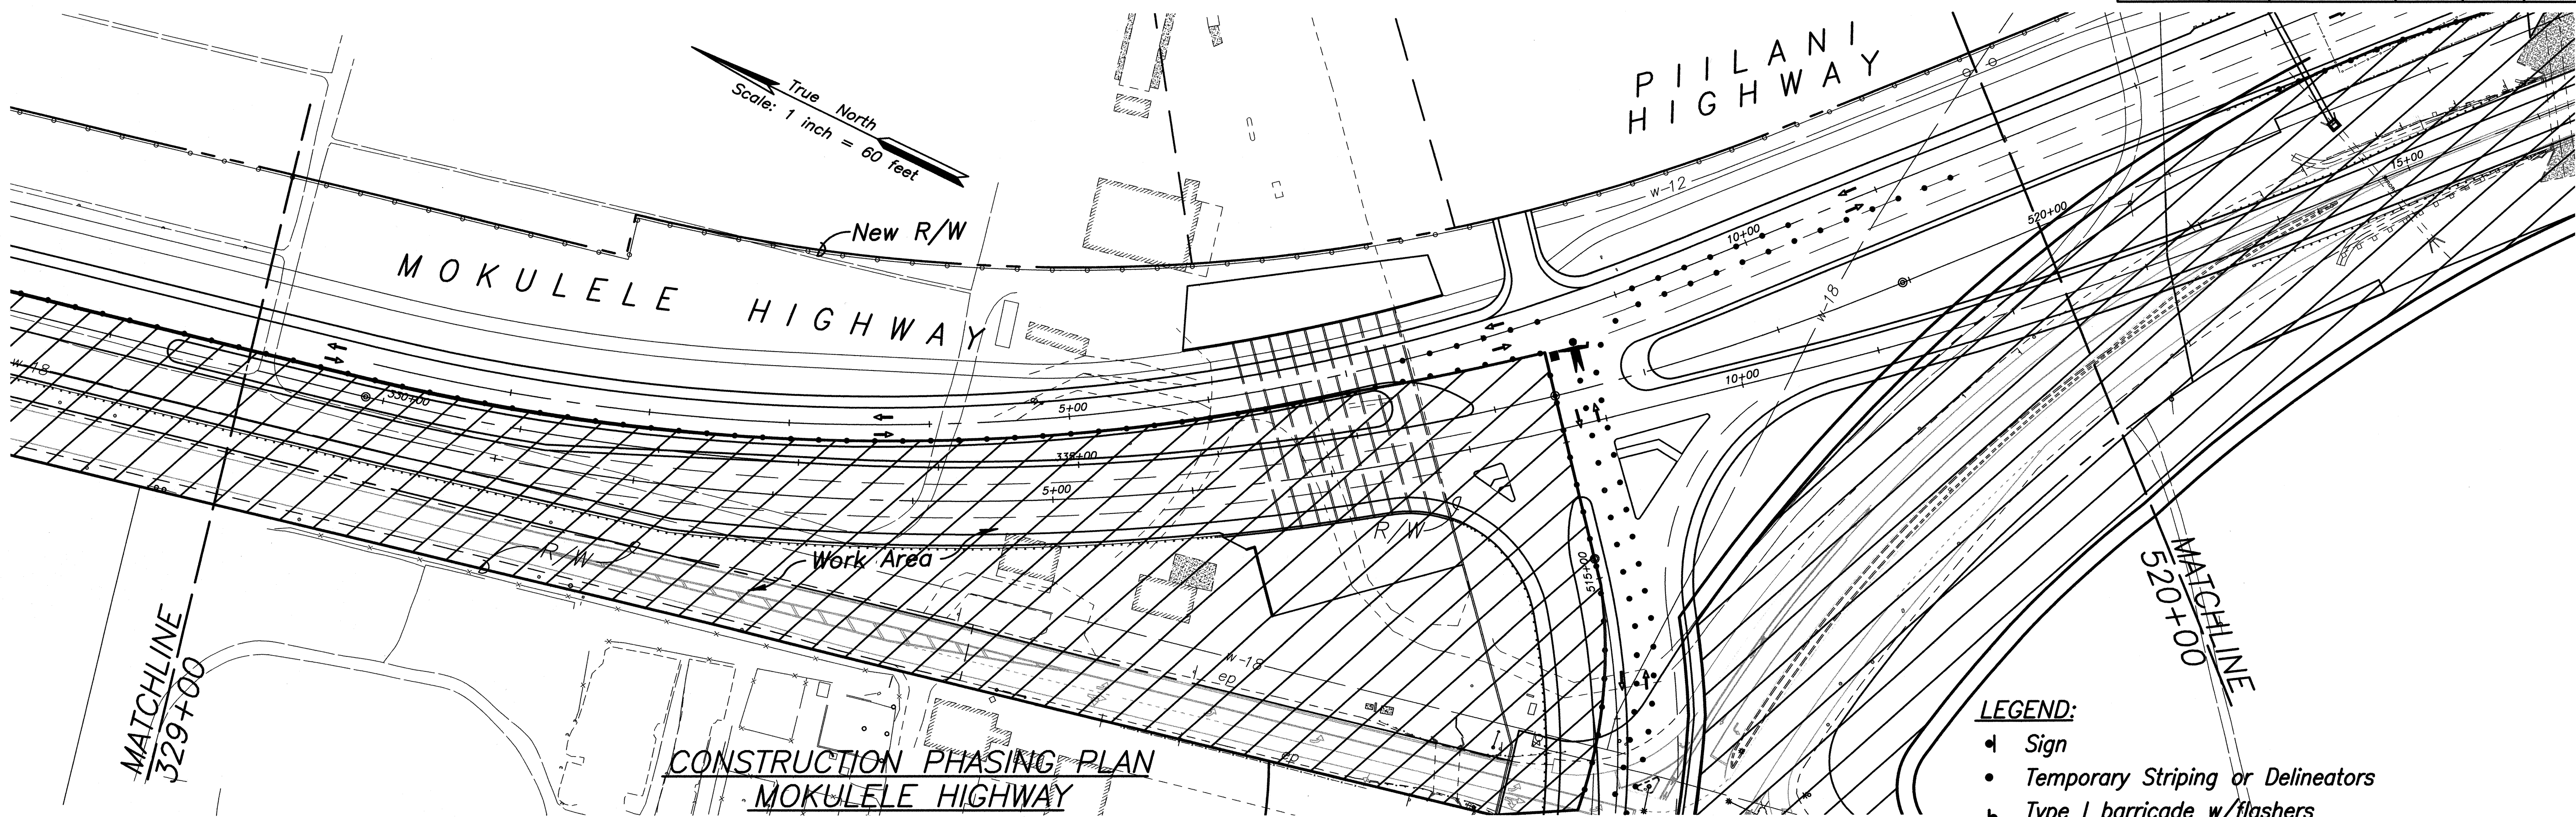 PIILANI
HIGHWAY
True North
Scale: 1 inch = 60 feet
w-12
New R/W
MOKULELE HIGHWAY
15+00
520+00
10+00
w-18
w-18
330+00
5+00
10+00
335+00
5+00
R/W
R/W
Work Area
515+00
w-18
ep
ep
MATCHLINE
329+00
MATCHLINE
520+00
CONSTRUCTION PHASING PLAN
MOKULELE HIGHWAY
LEGEND:
Sign
Temporary Striping or Delineators
Type I barricade w/flashers